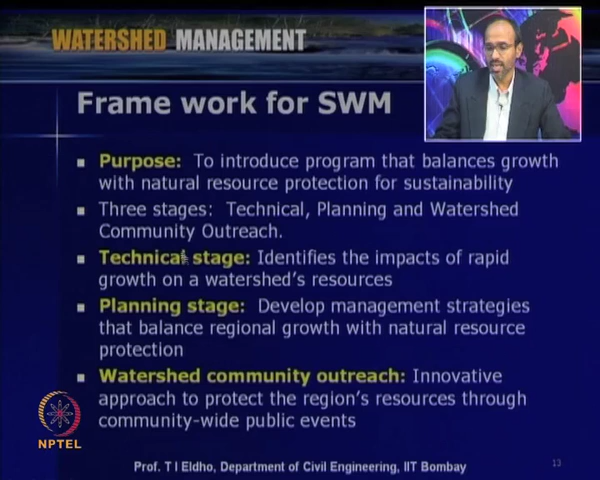 WATERSHED MANAGEMENT
Frame work for SWM
Purpose: To introduce program that balances growth
with natural resource protection for sustainability
Three stages: Technical, Planning and Watershed
Community Outreach.
Technical stage: Identifies the impacts of rapid
growth on a watershed's resources
Planning stage: Develop management strategies
that balance regional growth with natural resource
protection
Watershed community outreach: Innovative
approach to protect the region's resources through
community-wide public events
NPTEL
Prof. T I Eldho, Department of Civil Engineering, IIT Bombay
13